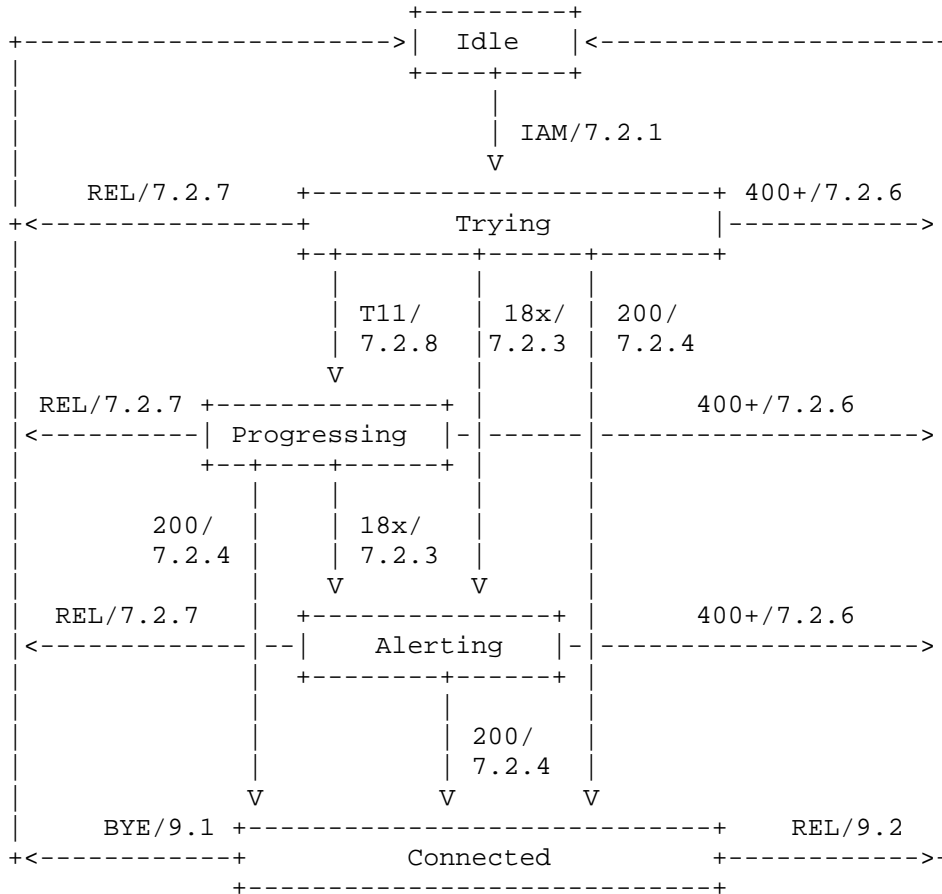 Idle
IAM/7.2.1
REL/7.2.7 400+/7.2.6
Trying
T11/ 18x/ 200/
7.2.8 7.2.3 7.2.4
V
REL/7.2.7 400+/7.2.6
Progressing
200/ 18x/
7.2.4 7.2.3
V V
REL/7.2.7 400+/7.2.6
Alerting
200/
7.2.4
V V V
BYE/9.1 REL/9.2
Connected